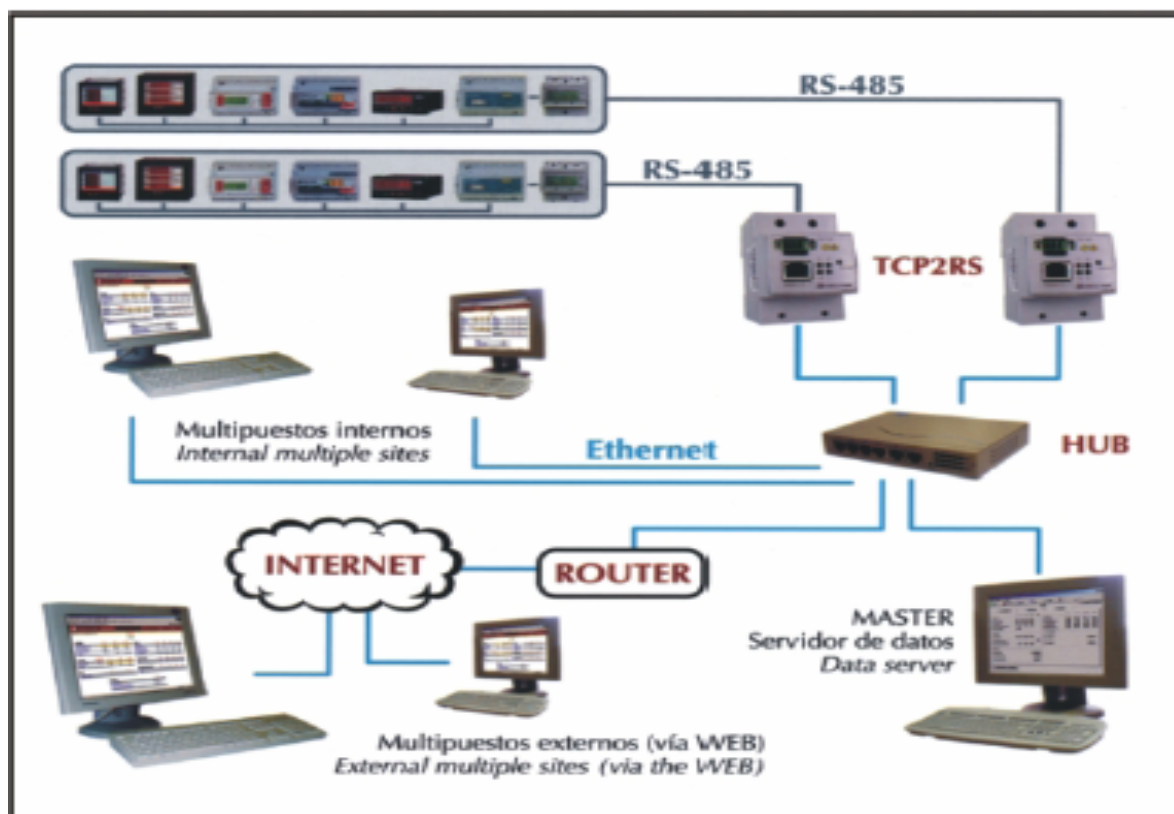 RS-485
RS-485
TCP2RS
Multipuestos internos
Internal multiple sites
Ethernet
HUB
INTERNET
ROUTER
MASTER
Servidor de datos
Data server
Multipuestos externos (vía WEB)
External multiple sites (via the WEB)